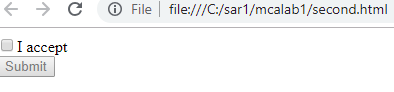 File file:///C:/sar1/mcalab1/second.html
I accept
Submit